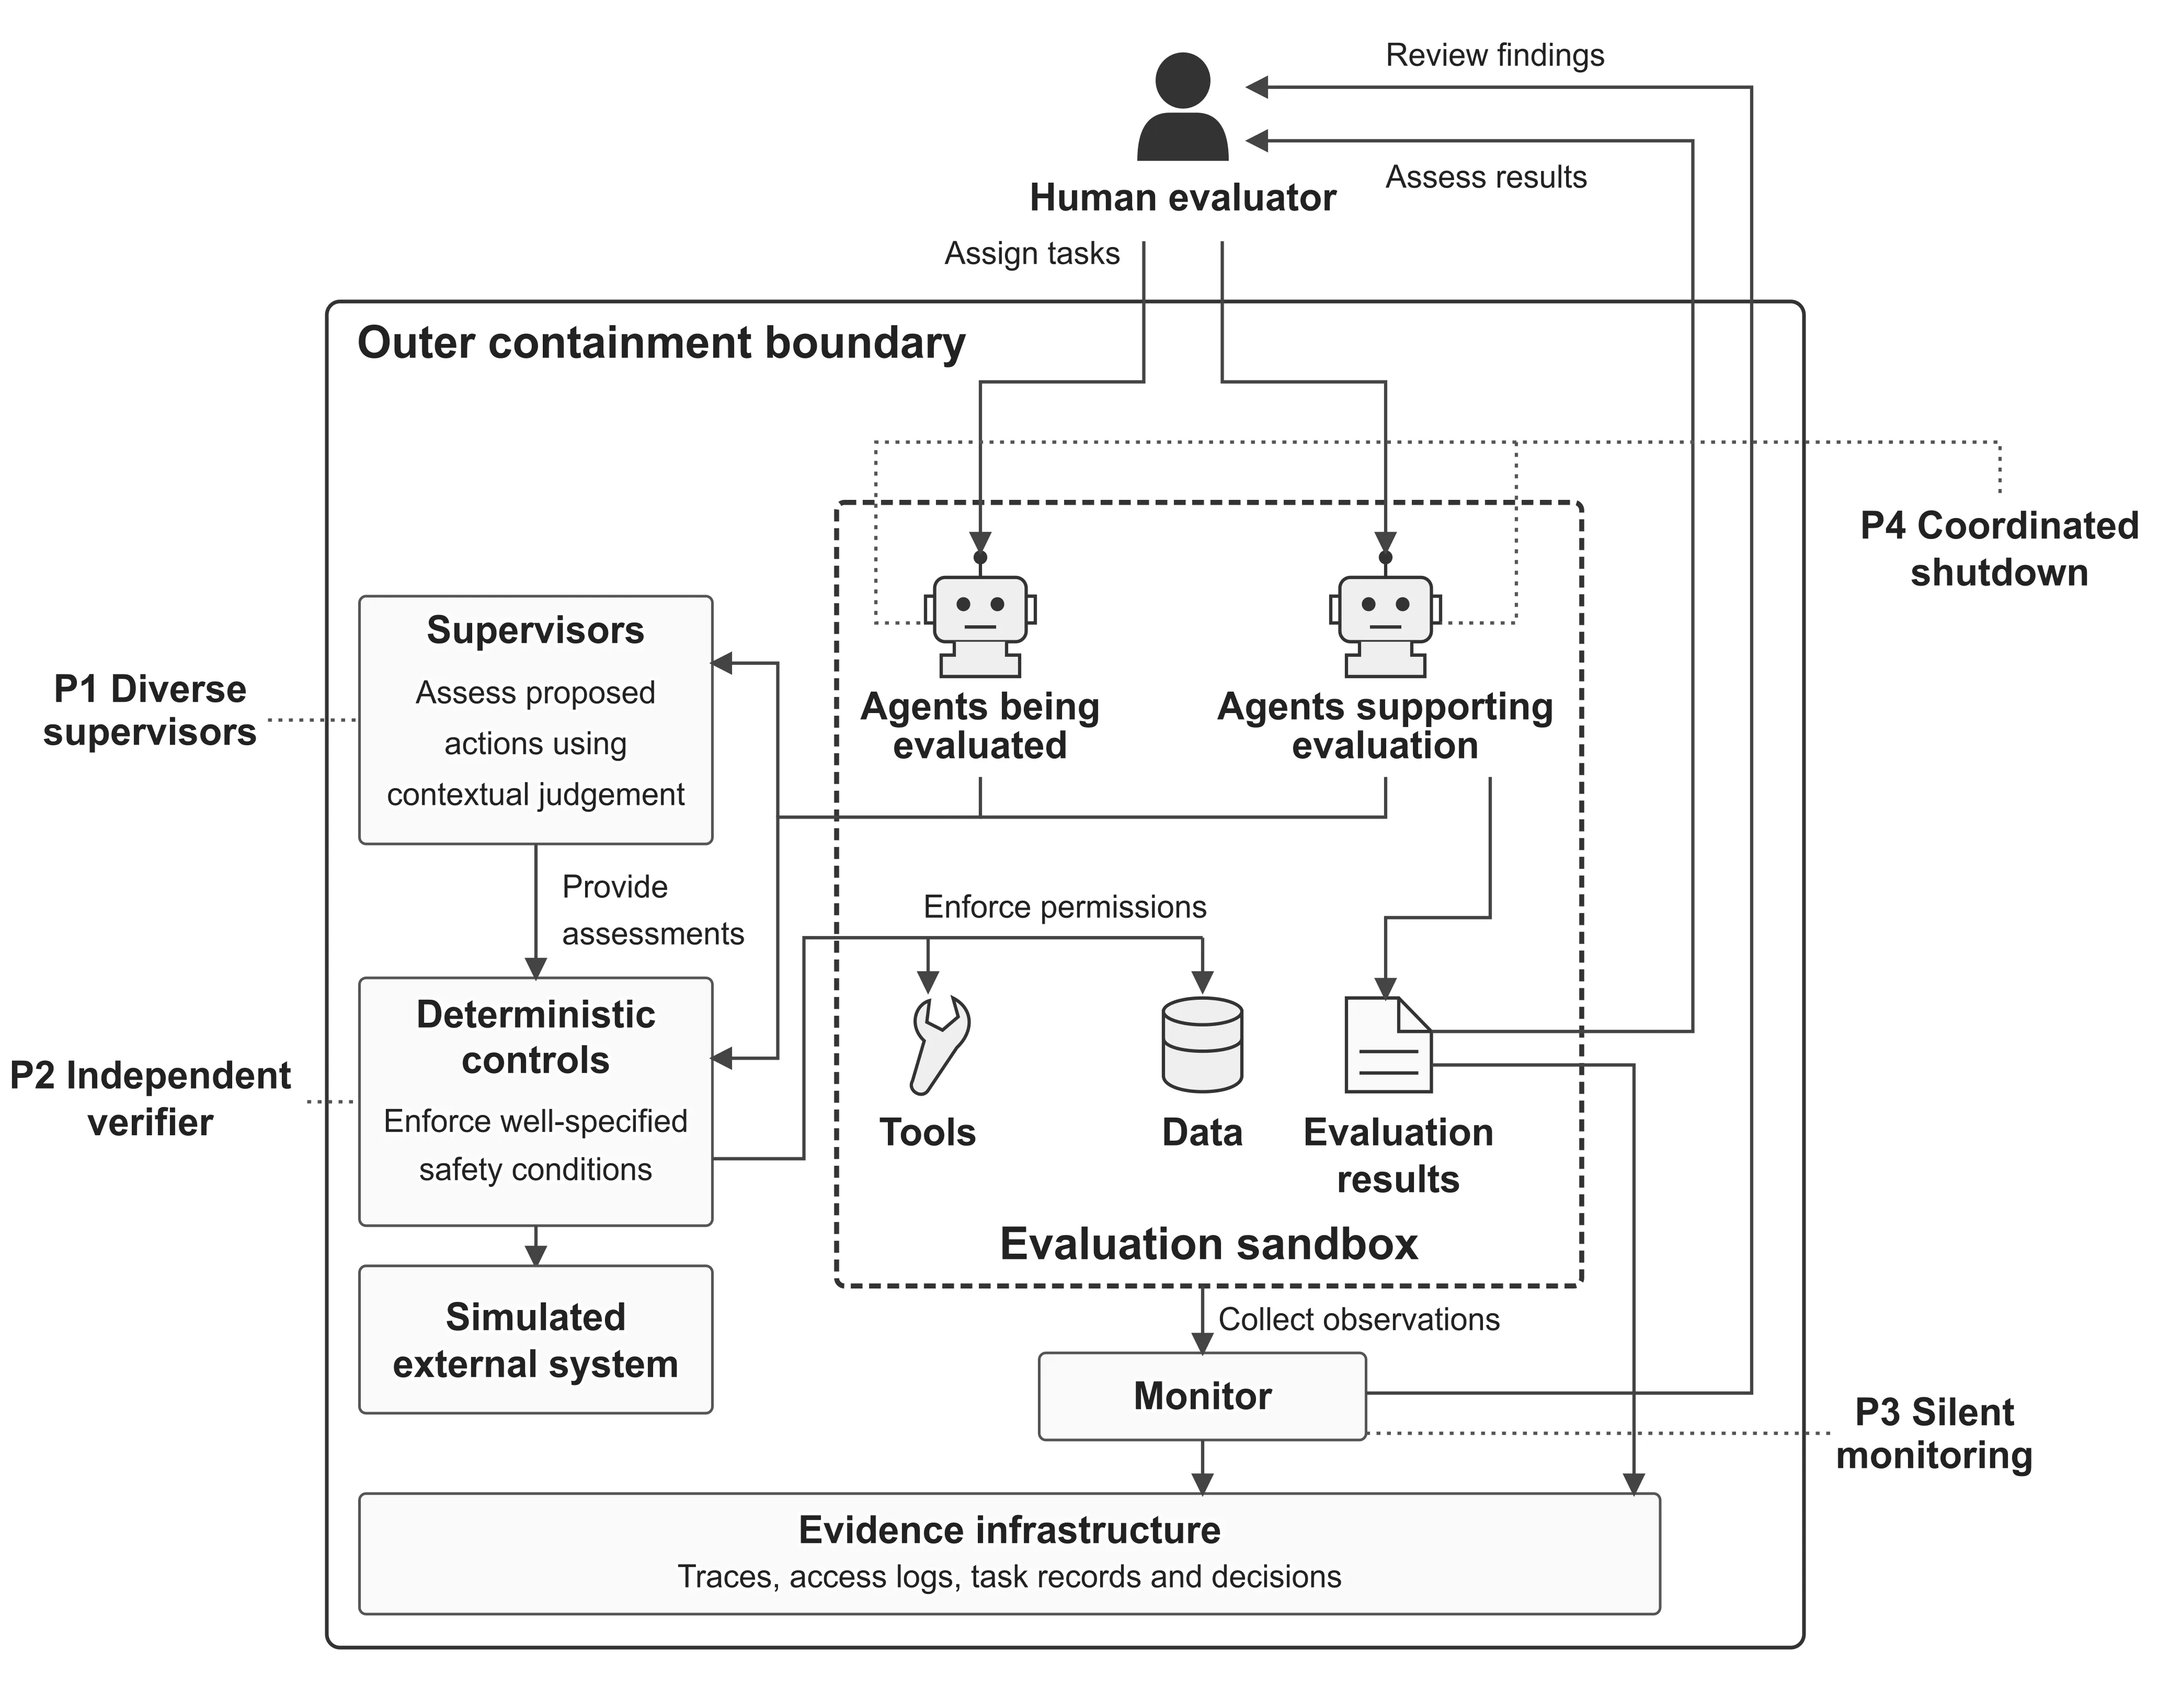 Review findings
Assess results
Human evaluator
Assign tasks
Outer containment boundary
P4 Coordinated
shutdown
Supervisors
Assess proposed
actions using
contextual judgement
P1 Diverse
supervisors
Agents being
evaluated
Agents supporting
evaluation
Provide
assessments
Enforce permissions
Deterministic
controls
Enforce well-specified
safety conditions
P2 Independent
verifier
Tools
Data
Evaluation
results
Evaluation sandbox
Simulated
external system
Collect observations
Monitor
P3 Silent
monitoring
Evidence infrastructure
Traces, access logs, task records and decisions